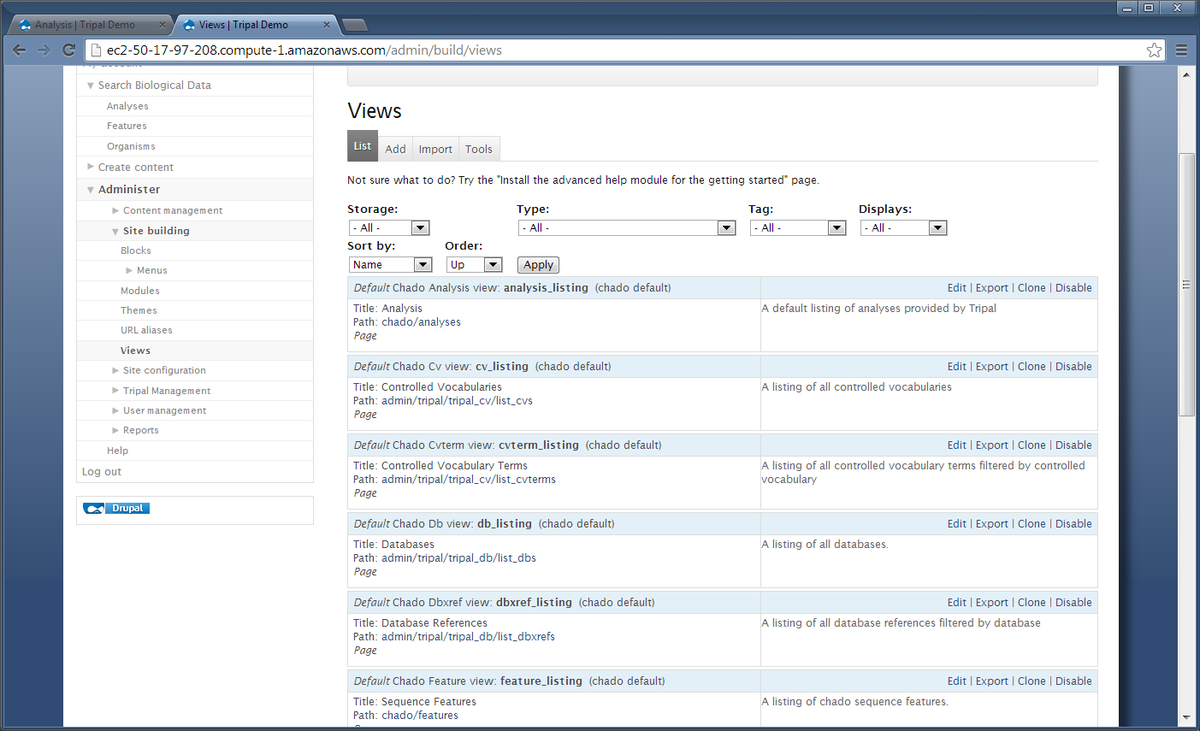 Analysis | Tripal Demo
Views | Tripal Demo
ec2-50-17-97-208.compute-1.amazonaws.com/admin/build/views
Search Biological Data
Analyses
Features
Organisms
Create content
Administer
Content management
Site building
Blocks
Menus
Modules
Themes
URL aliases
Views
Site configuration
Tripal Management
User management
Reports
Help
Log out
Drupal
Views
List Add Import Tools
Not sure what to do? Try the "Install the advanced help module for the getting started" page.
Storage: Type: Tag: Displays:
- All - - All - - All - - All -
Sort by: Order:
Name Up Apply
Default Chado Analysis view: analysis_listing (chado default) Edit | Export | Clone | Disable
Title: Analysis A default listing of analyses provided by Tripal
Path: chado/analyses
Page
Default Chado Cv view: cv_listing (chado default) Edit | Export | Clone | Disable
Title: Controlled Vocabularies A listing of all controlled vocabularies
Path: admin/tripal/tripal_cv/list_cvs
Page
Default Chado Cvterm view: cvterm_listing (chado default) Edit | Export | Clone | Disable
Title: Controlled Vocabulary Terms A listing of all controlled vocabulary terms filtered by controlled
Path: admin/tripal/tripal_cv/list_cvterms vocabulary
Page
Default Chado Db view: db_listing (chado default) Edit | Export | Clone | Disable
Title: Databases A listing of all databases.
Path: admin/tripal/tripal_db/list_dbs
Page
Default Chado Dbxref view: dbxref_listing (chado default) Edit | Export | Clone | Disable
Title: Database References A listing of all database references filtered by database
Path: admin/tripal/tripal_db/list_dbxrefs
Page
Default Chado Feature view: feature_listing (chado default) Edit | Export | Clone | Disable
Title: Sequence Features A listing of chado sequence features.
Path: chado/features